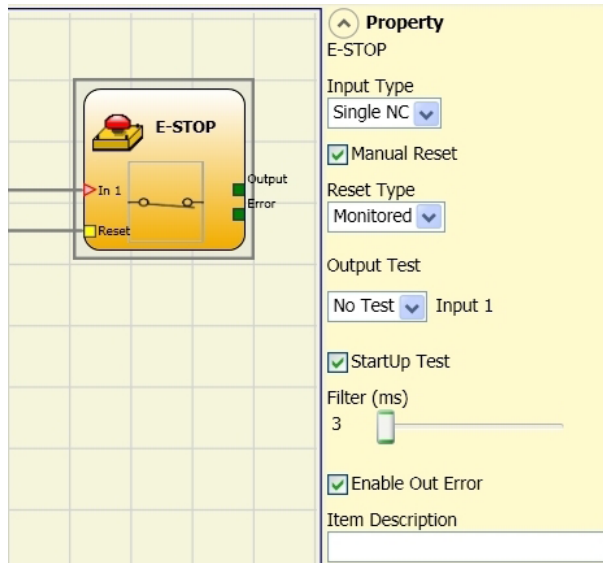 E-STOP
In 1
Reset
Output
Error
Property
E-STOP
Input Type
Single NC
Manual Reset
Reset Type
Monitored
Output Test
No Test Input 1
StartUp Test
Filter (ms)
3
Enable Out Error
Item Description